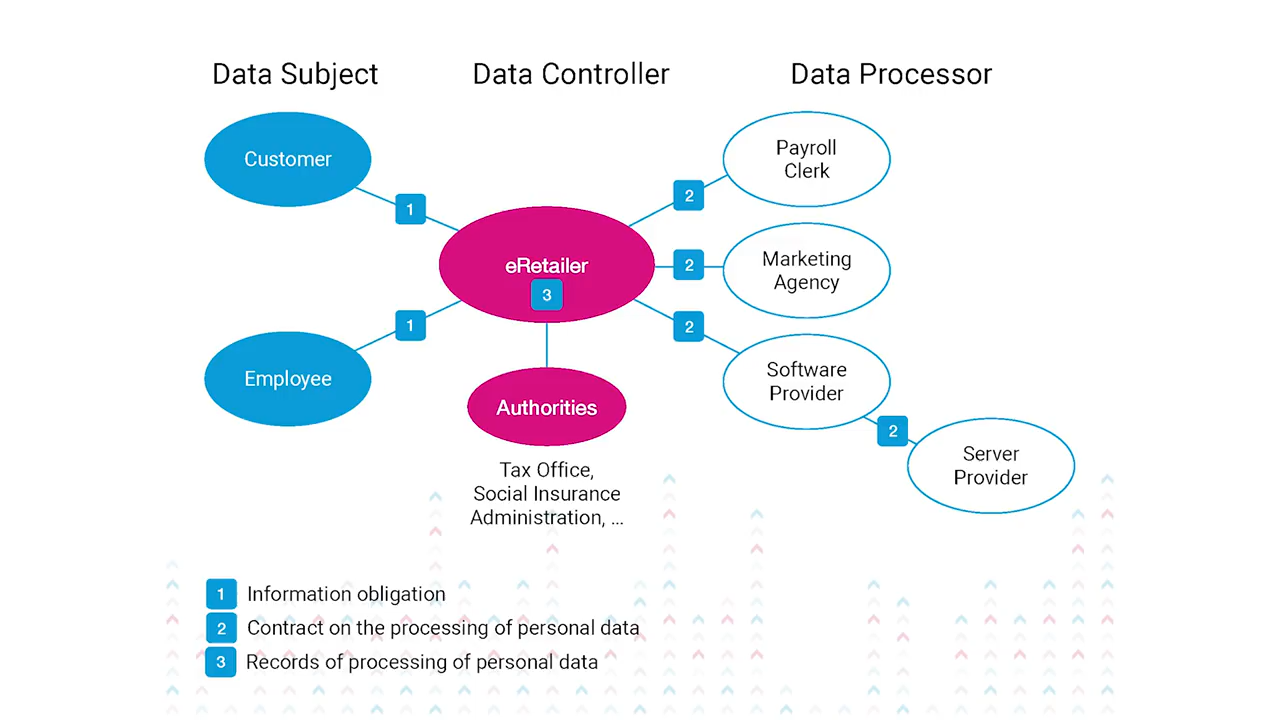 Data Subject
Data Controller
Data Processor
Customer
1
Employee
1
eRetailer
3
Authorities
Tax Office,
Social Insurance
Administration, ...
2
Payroll
Clerk
2
Marketing
Agency
2
Software
Provider
2
Server
Provider
1 Information obligation
2 Contract on the processing of personal data
3 Records of processing of personal data